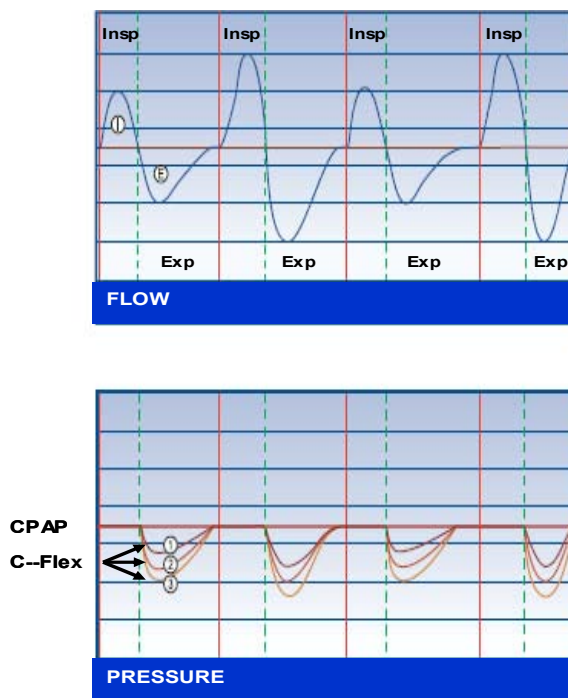 Insp Insp Insp Insp
I
E
Exp Exp Exp Exp
FLOW
CPAP
C--Flex
1
2
3
PRESSURE